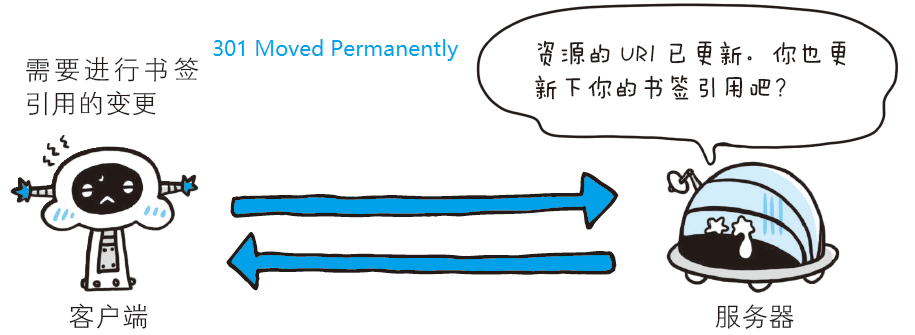 301 Moved Permanently
需要进行书签
引用的变更
资源的 URI 已更新。你也更
新下你的书签引用吧？
客户端
服务器